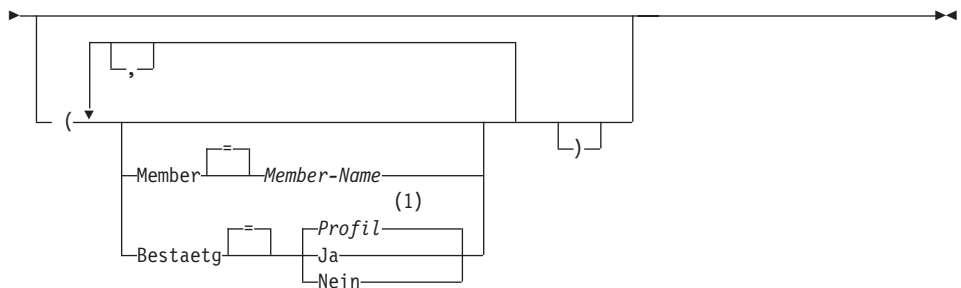 ,
(
)
=
Member Member-Name
(1)
= Profil
Bestaetg Ja
Nein